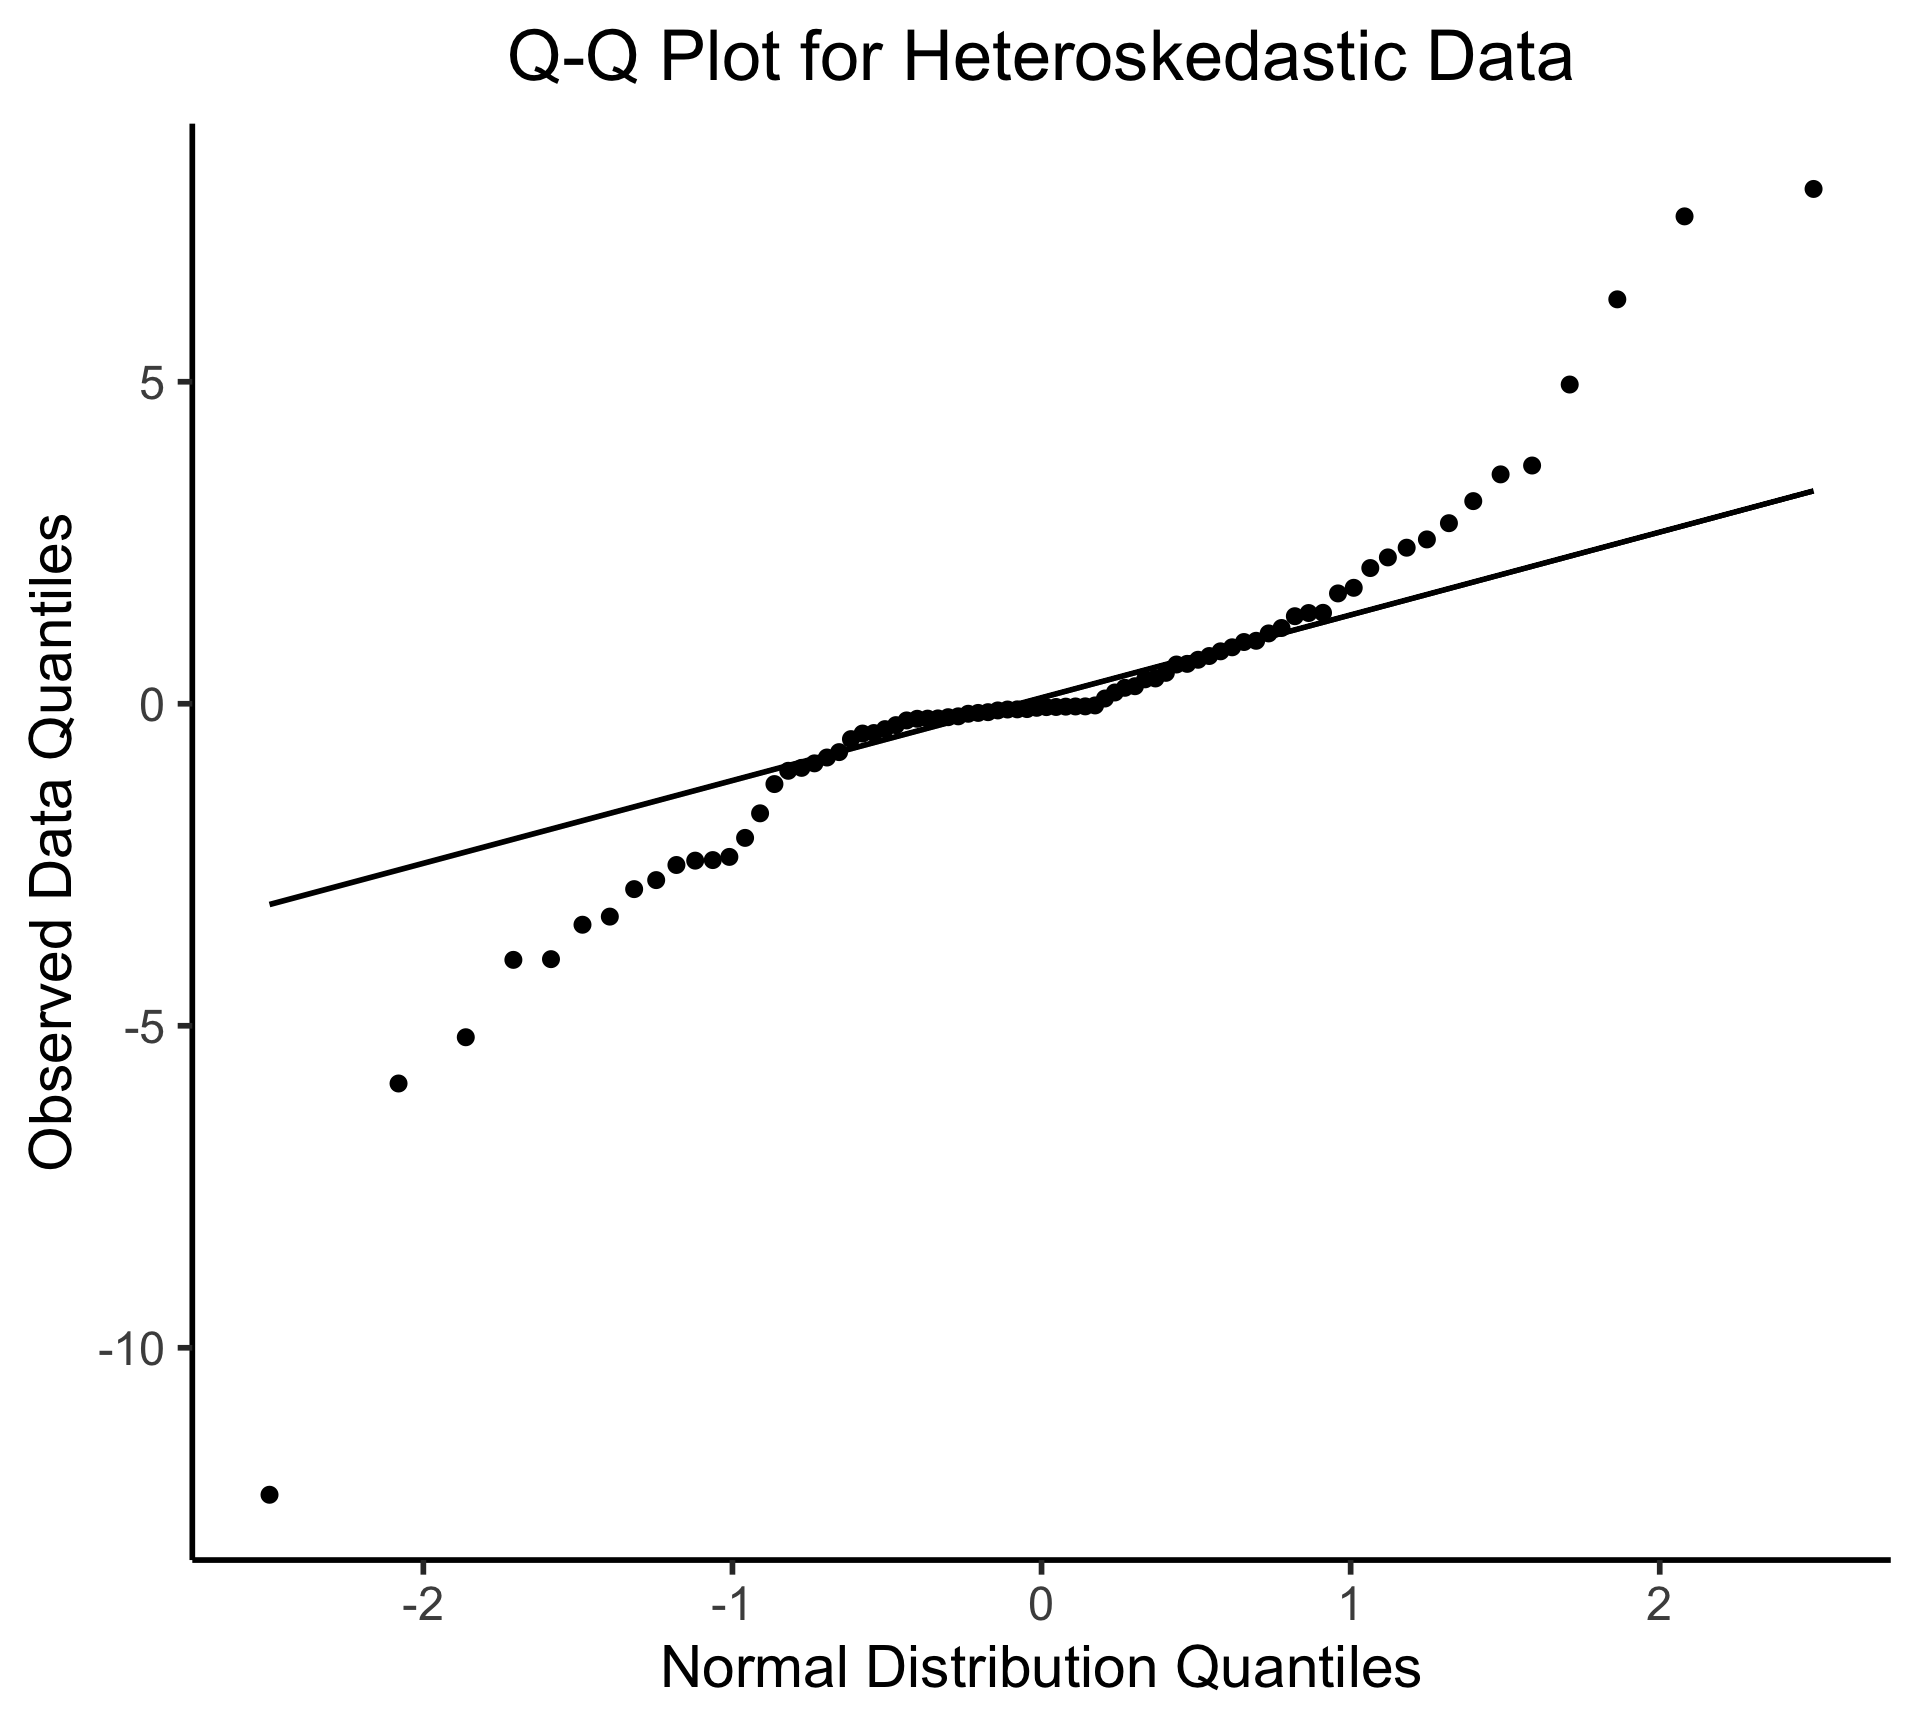 Q-Q Plot for Heteroskedastic Data
Observed Data Quantiles
5
0
-5
-10
-2 -1 0 1 2
Normal Distribution Quantiles